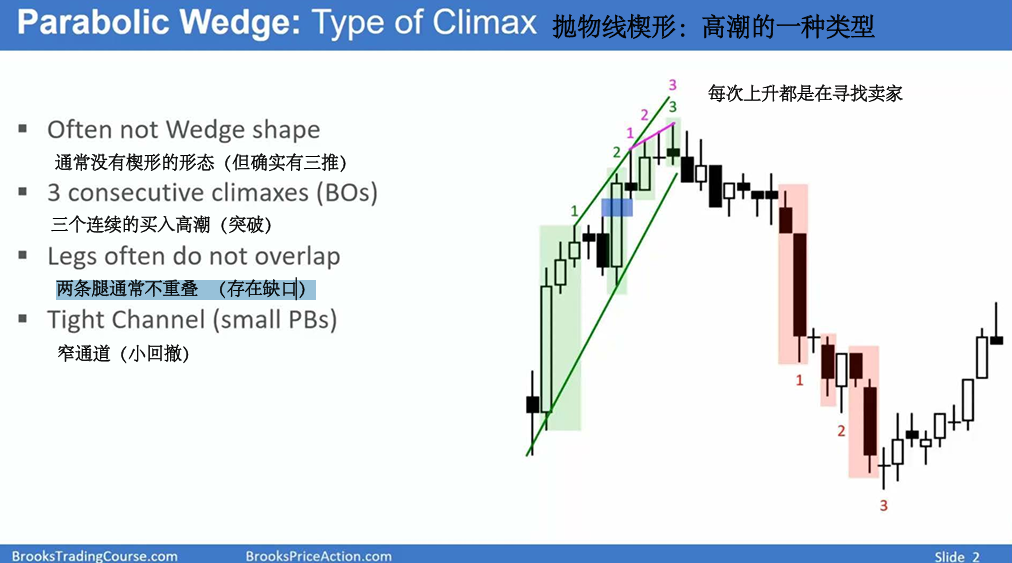 Parabolic Wedge: Type of Climax 抛物线楔形：高潮的一种类型
每次上升都是在寻找卖家
▪ Often not Wedge shape
通常没有楔形的形态（但确实有三推）
▪ 3 consecutive climaxes (BOs)
三个连续的买入高潮（突破）
▪ Legs often do not overlap
两条腿通常不重叠 （存在缺口）
▪ Tight Channel (small PBs)
窄通道（小回撤）
3
2 3
1
2
1
1
2
3
BrooksTradingCourse.com BrooksPriceAction.com Slide 2